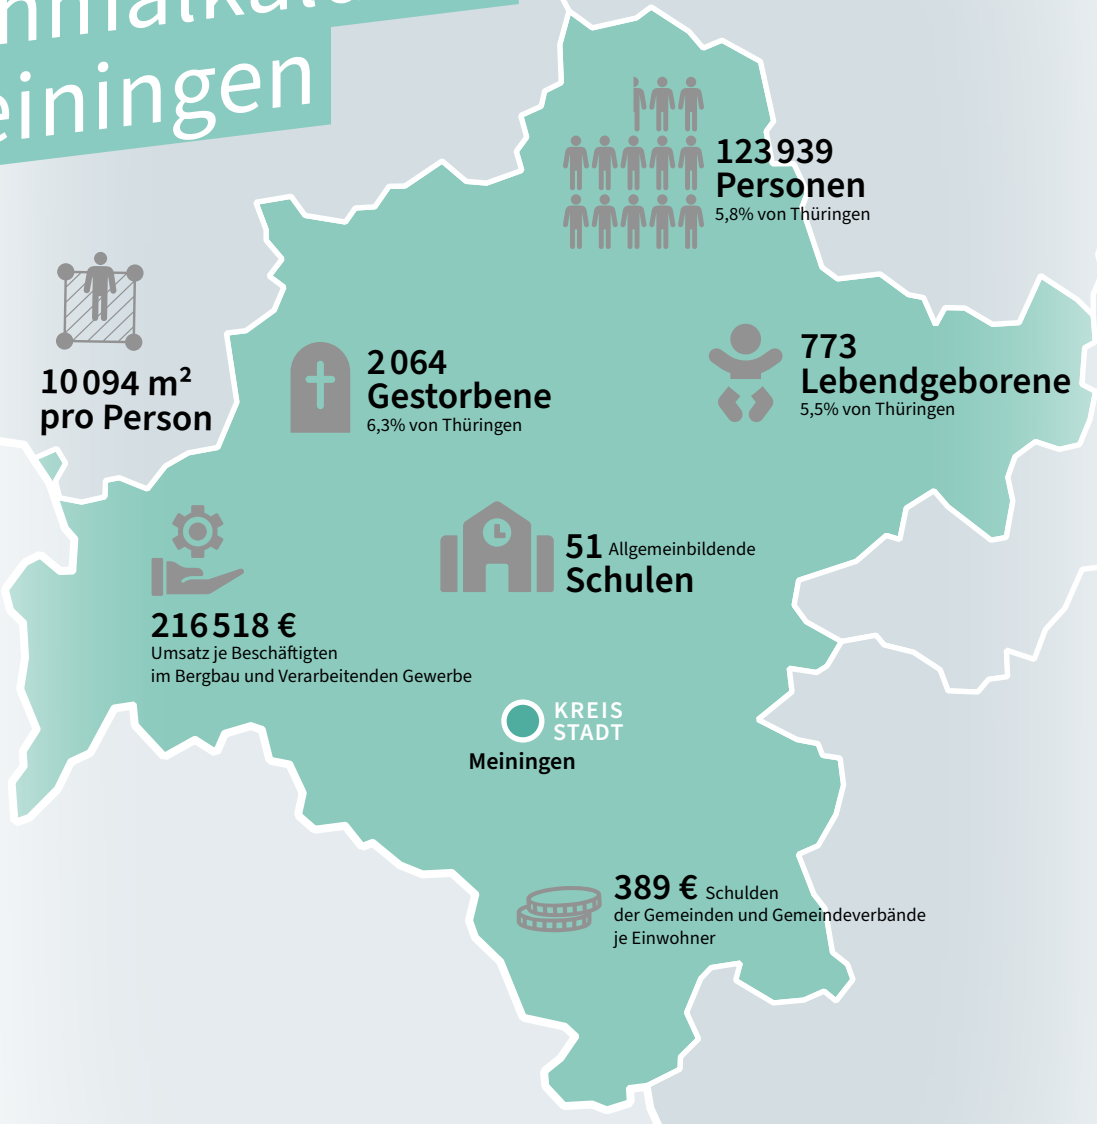 123 939
Personen
5,8% von Thüringen
10 094 m²
pro Person
2 064
Gestorbene
6,3% von Thüringen
773
Lebendgeborene
5,5% von Thüringen
51 Allgemeinbildende
Schulen
216 518 €
Umsatz je Beschäftigten
im Bergbau und Verarbeitenden Gewerbe
KREIS
STADT
Meiningen
389 € Schulden
der Gemeinden und Gemeindeverbände
je Einwohner